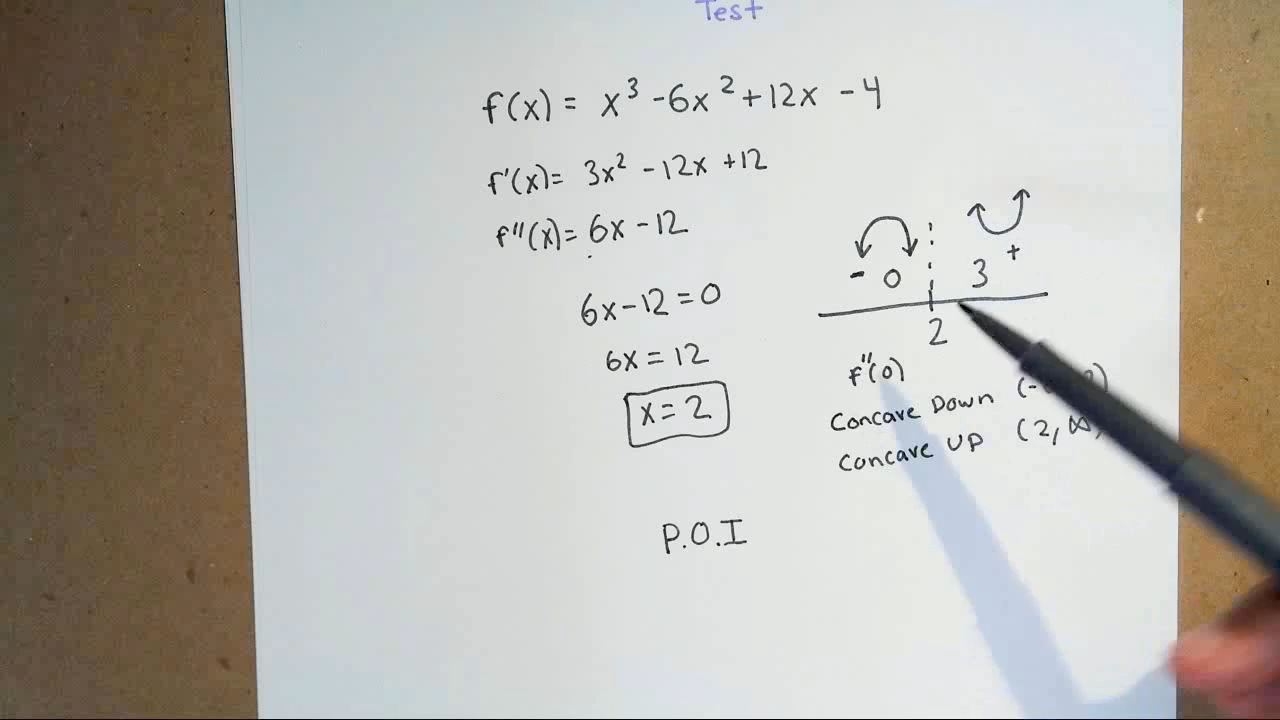 Test
f(x) = x³ - 6x² + 12x - 4
f'(x) = 3x² - 12x + 12
f''(x) = 6x - 12
- 0 3 +
6x - 12 = 0
2
6x = 12
f''(0)
x = 2
Concave Down
Concave Up (2, ∞
P.O.I